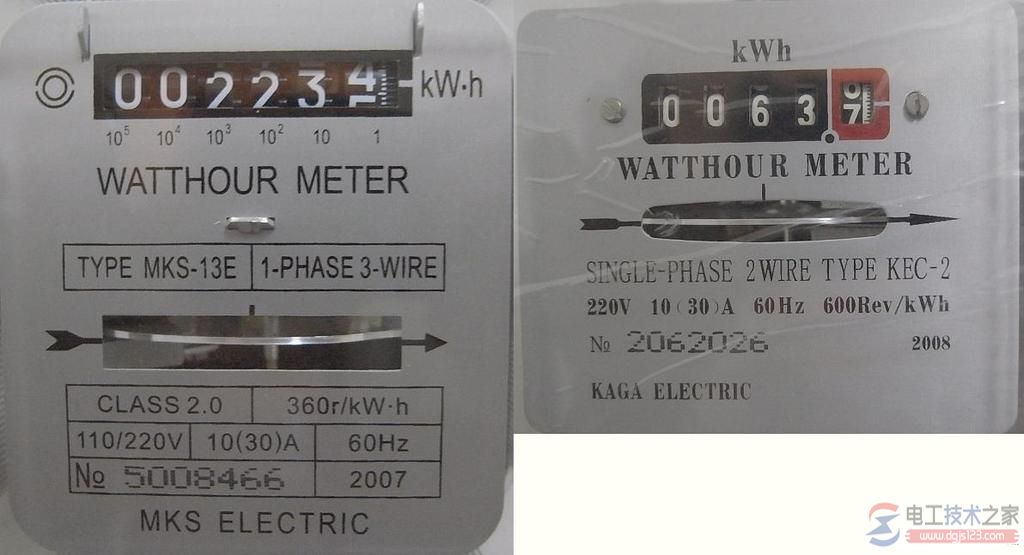 002234 kW·h
10⁵ 10⁴ 10³ 10² 10 1
WATTHOUR METER
TYPE MKS-13E 1-PHASE 3-WIRE
CLASS 2.0 360r/kW·h
110/220V 10(30)A 60Hz
№ 5008466 2007
MKS ELECTRIC
kWh
00637
WATTHOUR METER
SINGLE-PHASE 2WIRE TYPE KEC-2
220V 10(30)A 60Hz 600Rev/kWh
№ 2062026 2008
KAGA ELECTRIC
电工技术之家
www.dgjs123.com